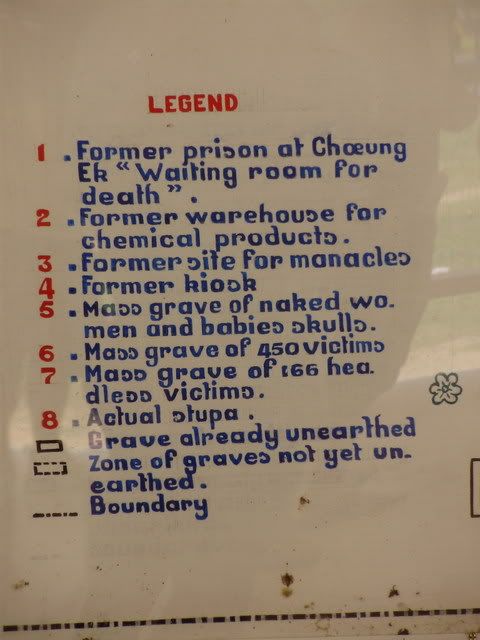 LEGEND
1 . Former prison at Chœung
Ek “ Waiting room for
death ” .
2 . Former warehouse for
chemical products .
3 . Former site for manacles
4 . Former kiosk
5 . Mass grave of naked wo.
men and babies skulls .
6 . Mass grave of 450 victims
7 . Mass grave of 166 hea.
dless victims .
8 . Actual stupa .
Grave already unearthed
Zone of graves not yet un.
earthed .
Boundary